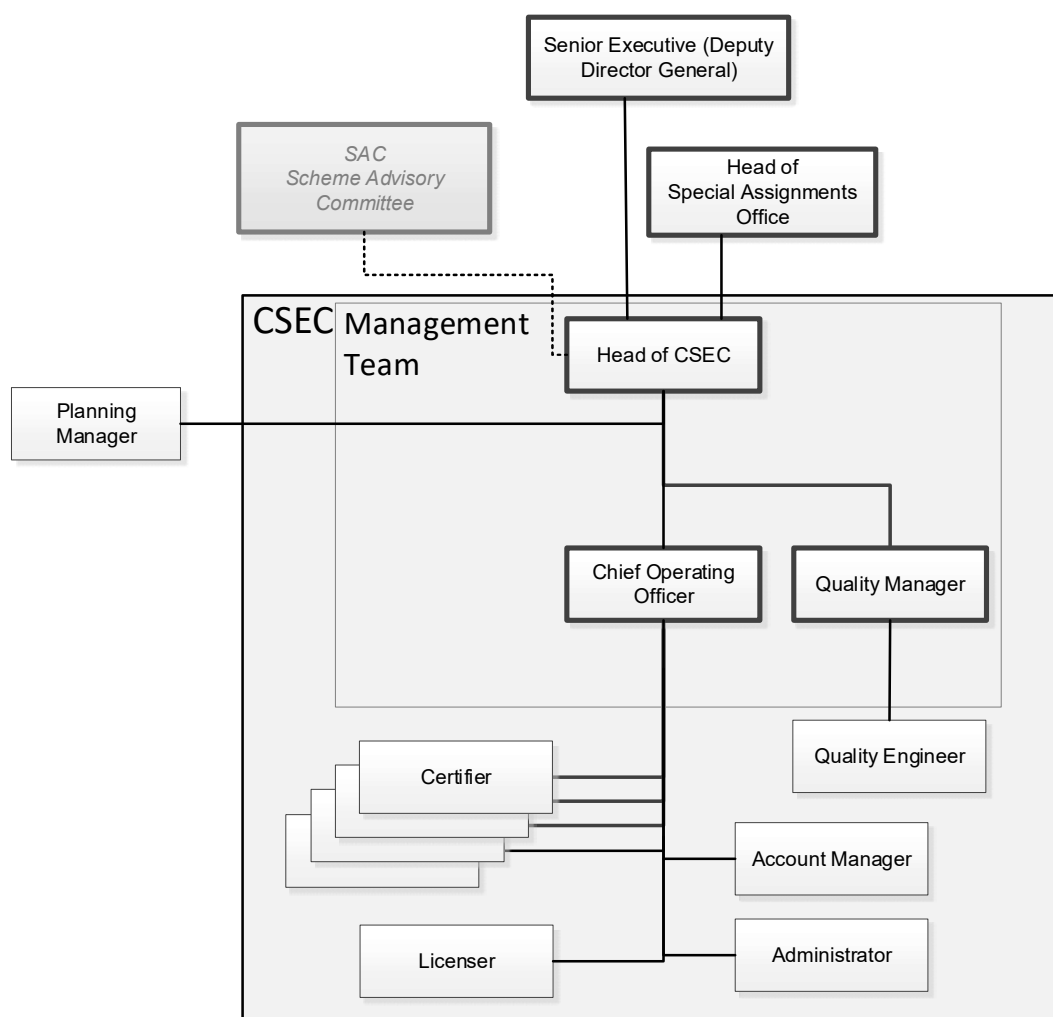 Senior Executive (Deputy
Director General)
SAC
Scheme Advisory
Committee
Head of
Special Assignments
Office
CSEC
Management
Team
Head of CSEC
Planning
Manager
Chief Operating
Officer
Quality Manager
Certifier
Quality Engineer
Account Manager
Licenser
Administrator